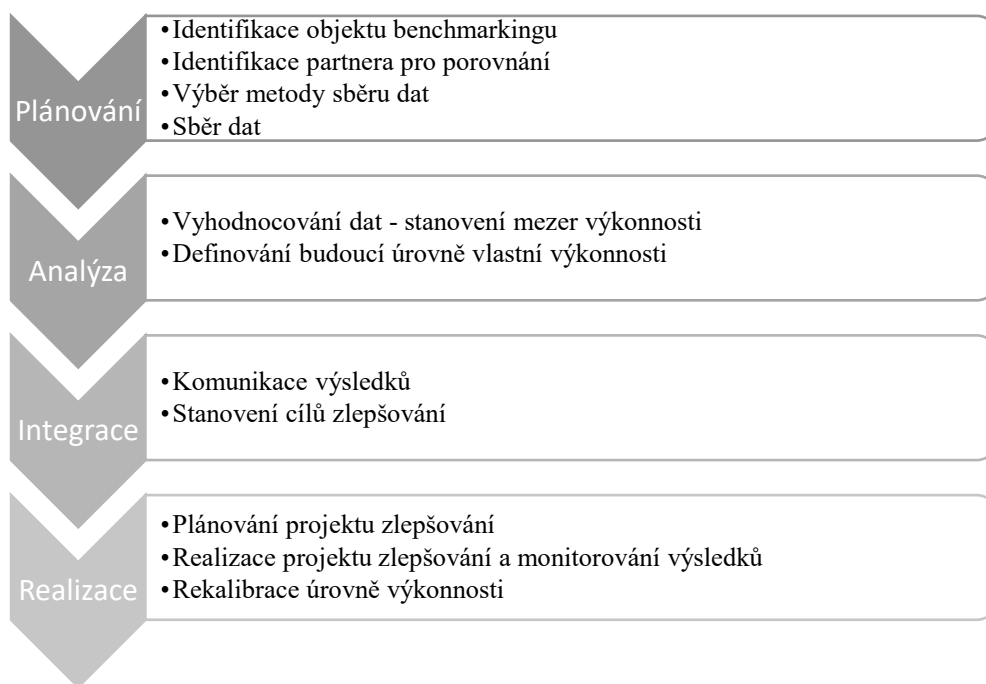 Plánování
•Identifikace objektu benchmarkingu
•Identifikace partnera pro porovnání
•Výběr metody sběru dat
•Sběr dat
Analýza
•Vyhodnocování dat - stanovení mezer výkonnosti
•Definování budoucí úrovně vlastní výkonnosti
Integrace
•Komunikace výsledků
•Stanovení cílů zlepšování
Realizace
•Plánování projektu zlepšování
•Realizace projektu zlepšování a monitorování výsledků
•Rekalibrace úrovně výkonnosti